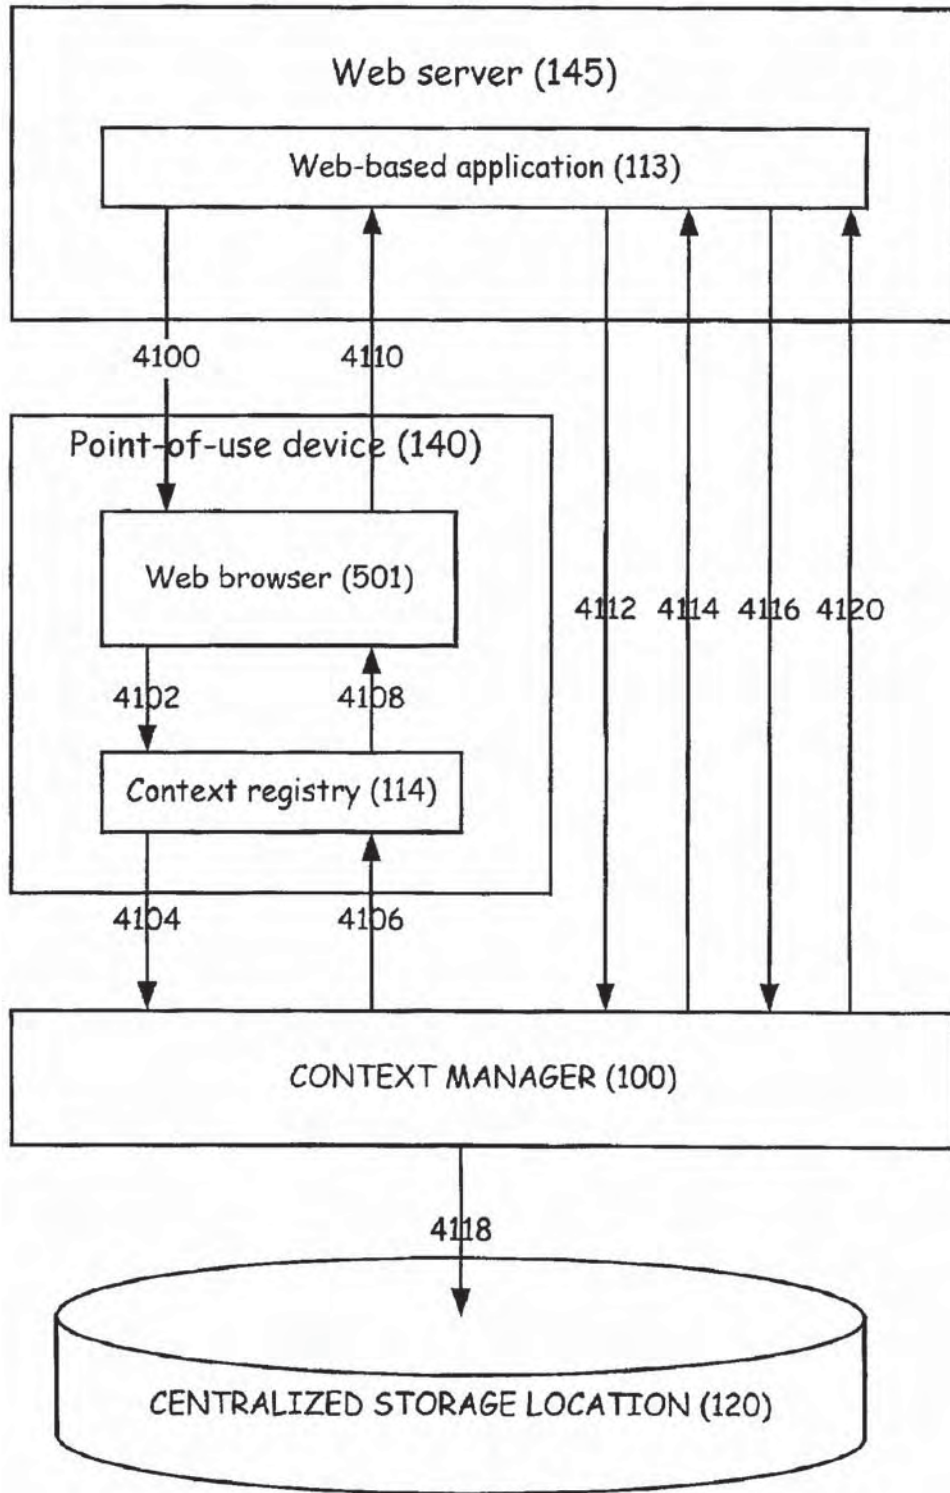 Web server (145)
Web-based application (113)
4100
4110
Point-of-use device (140)
Web browser (501)
4112
4114
4116
4120
4102
4108
Context registry (114)
4104
4106
CONTEXT MANAGER (100)
4118
CENTRALIZED STORAGE LOCATION (120)